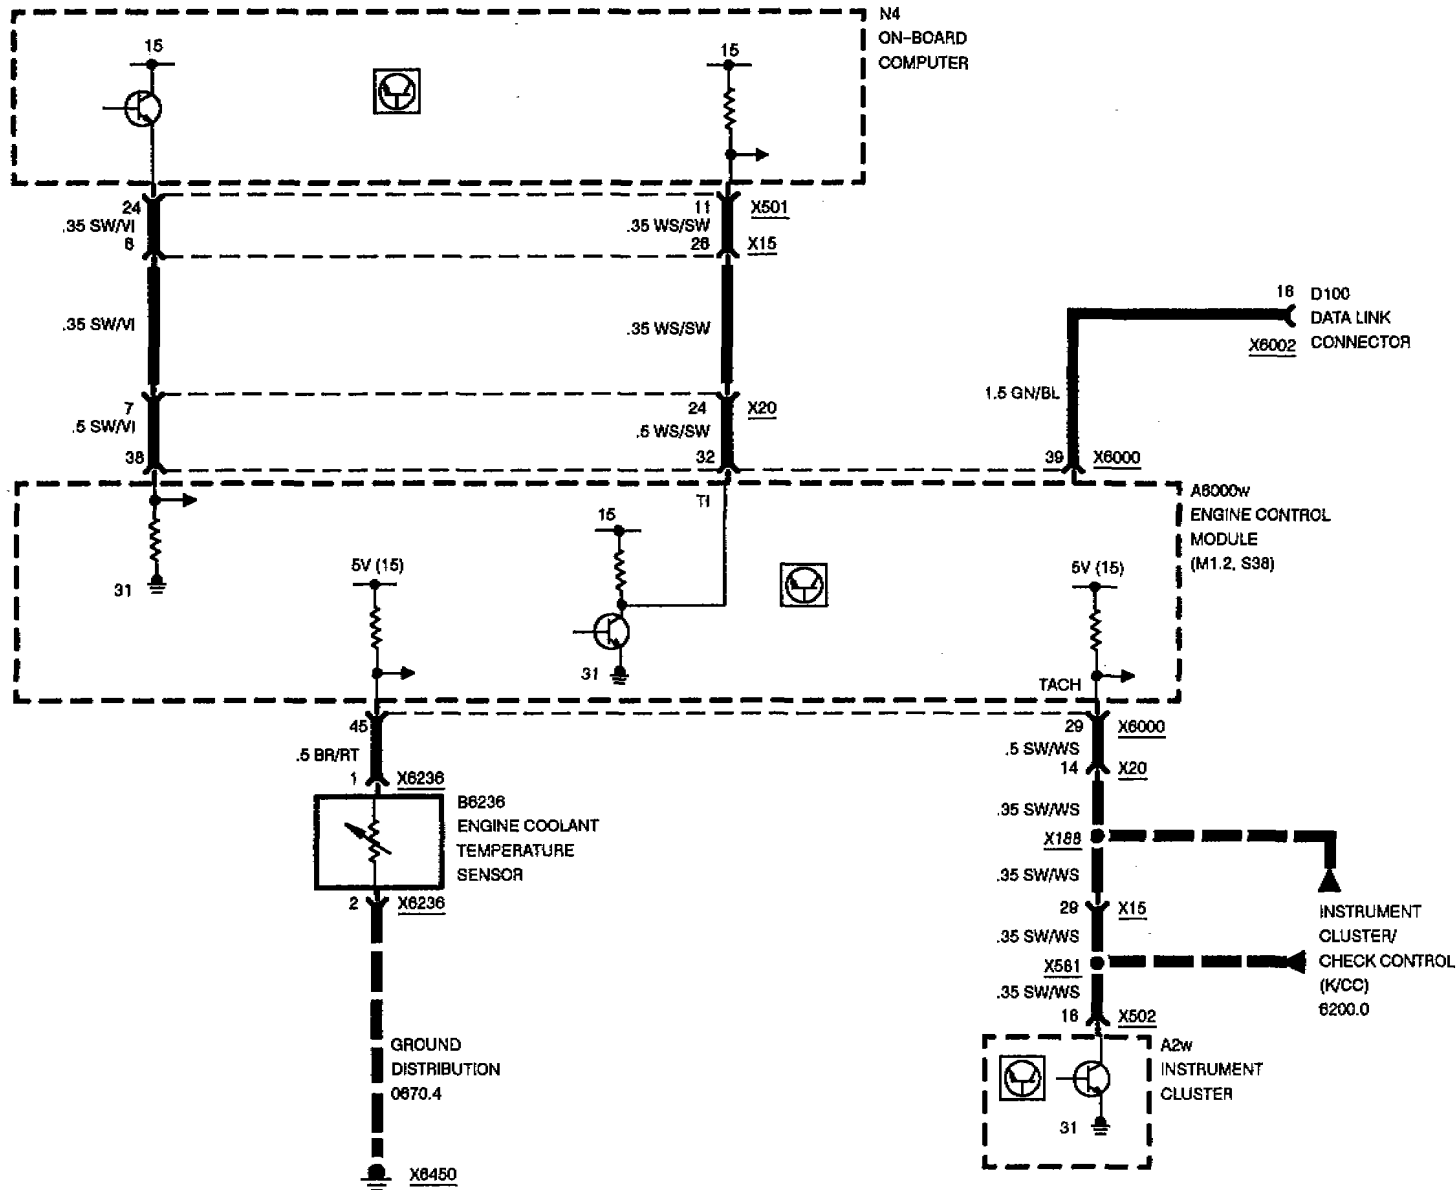 N4
ON-BOARD
COMPUTER
15
15
24
11
X501
.35 SW/VI
.35 WS/SW
8
26
X15
.35 SW/VI
.35 WS/SW
16
D100
DATA LINK
CONNECTOR
X6002
1.5 GN/BL
7
24
X20
.5 SW/VI
.5 WS/SW
38
32
39
X6000
TI
A6000w
ENGINE CONTROL
MODULE
(M1.2, S38)
15
31
5V (15)
5V (15)
31
TACH
45
29
X6000
.5 BR/RT
.5 SW/WS
1
X6236
14
X20
B6236
ENGINE COOLANT
TEMPERATURE
SENSOR
.35 SW/WS
X188
.35 SW/WS
2
X6236
29
X15
INSTRUMENT
CLUSTER/
CHECK CONTROL
(K/CC)
6200.0
.35 SW/WS
X581
.35 SW/WS
16
X502
GROUND
DISTRIBUTION
0670.4
A2w
INSTRUMENT
CLUSTER
31
X6450